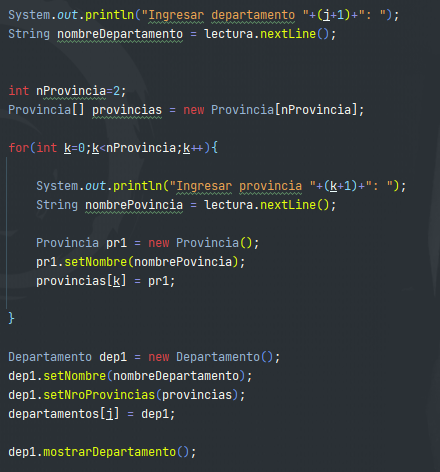 System.out.println("Ingresar departamento "+(j+1)+": ");
String nombreDepartamento = lectura.nextLine();
int nProvincia=2;
Provincia[] provincias = new Provincia[nProvincia];
for(int k=0;k<nProvincia;k++){
System.out.println("Ingresar provincia "+(k+1)+": ");
String nombrePovincia = lectura.nextLine();
Provincia pr1 = new Provincia();
pr1.setNombre(nombrePovincia);
provincias[k] = pr1;
}
Departamento dep1 = new Departamento();
dep1.setNombre(nombreDepartamento);
dep1.setNroProvincias(provincias);
departamentos[j] = dep1;
dep1.mostrarDepartamento();